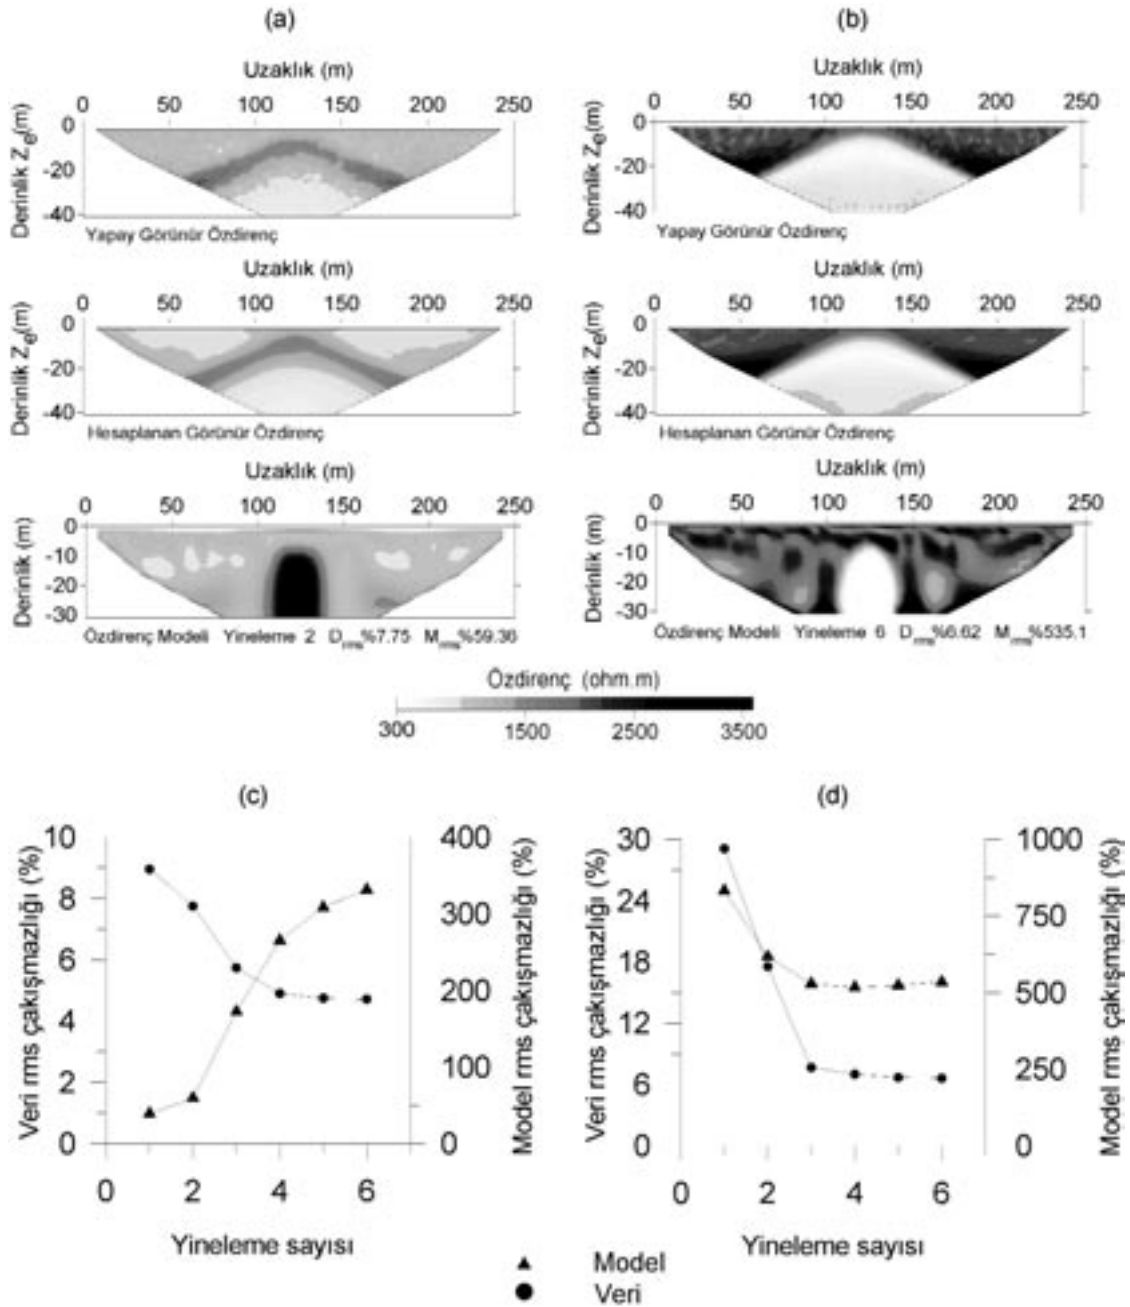 (a)
Uzaklık (m)
0 50 100 150 200 250
Derinlik Ze(m)
0
-20
-40
Yapay Görünür Özdirenç
Uzaklık (m)
0 50 100 150 200 250
Derinlik Ze(m)
0
-20
-40
Hesaplanan Görünür Özdirenç
Uzaklık (m)
0 50 100 150 200 250
Derinlik (m)
0
-10
-20
-30
Özdirenç Modeli Yineleme 2 Drms%7.75 Mrms%59.36
(b)
Uzaklık (m)
0 50 100 150 200 250
Derinlik Ze(m)
0
-20
-40
Yapay Görünür Özdirenç
Uzaklık (m)
0 50 100 150 200 250
Derinlik Ze(m)
0
-20
-40
Hesaplanan Görünür Özdirenç
Uzaklık (m)
0 50 100 150 200 250
Derinlik (m)
0
-10
-20
-30
Özdirenç Modeli Yineleme 6 Drms%6.62 Mrms%535.1
Özdirenç (ohm.m)
300 1500 2500 3500
(c)
Veri rms çakışmazlığı (%)
10
8
6
4
2
0
400
300
200
100
0
Model rms çakışmazlığı (%)
0 2 4 6
Yineleme sayısı
(d)
Veri rms çakışmazlığı (%)
30
24
18
12
6
0
1000
750
500
250
0
Model rms çakışmazlığı (%)
0 2 4 6
Yineleme sayısı
Model
Veri